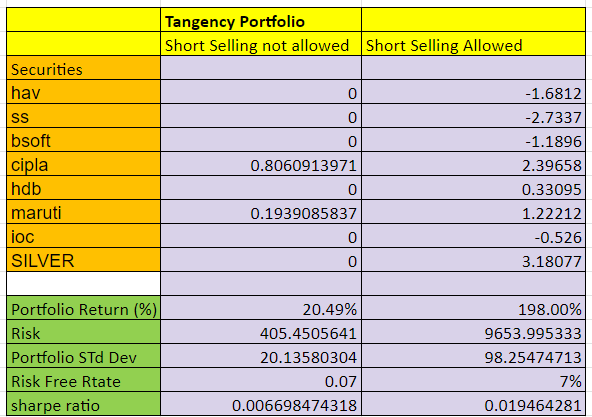 Tangency Portfolio
Short Selling not allowed Short Selling Allowed
Securities
hav 0 -1.6812
ss 0 -2.7337
bsoft 0 -1.1896
cipla 0.8060913971 2.39658
hdb 0 0.33095
maruti 0.1939085837 1.22212
ioc 0 -0.526
SILVER 0 3.18077
Portfolio Return (%) 20.49% 198.00%
Risk 405.4505641 9653.995333
Portfolio STd Dev 20.13580304 98.25474713
Risk Free Rtate 0.07 7%
sharpe ratio 0.006698474318 0.019464281